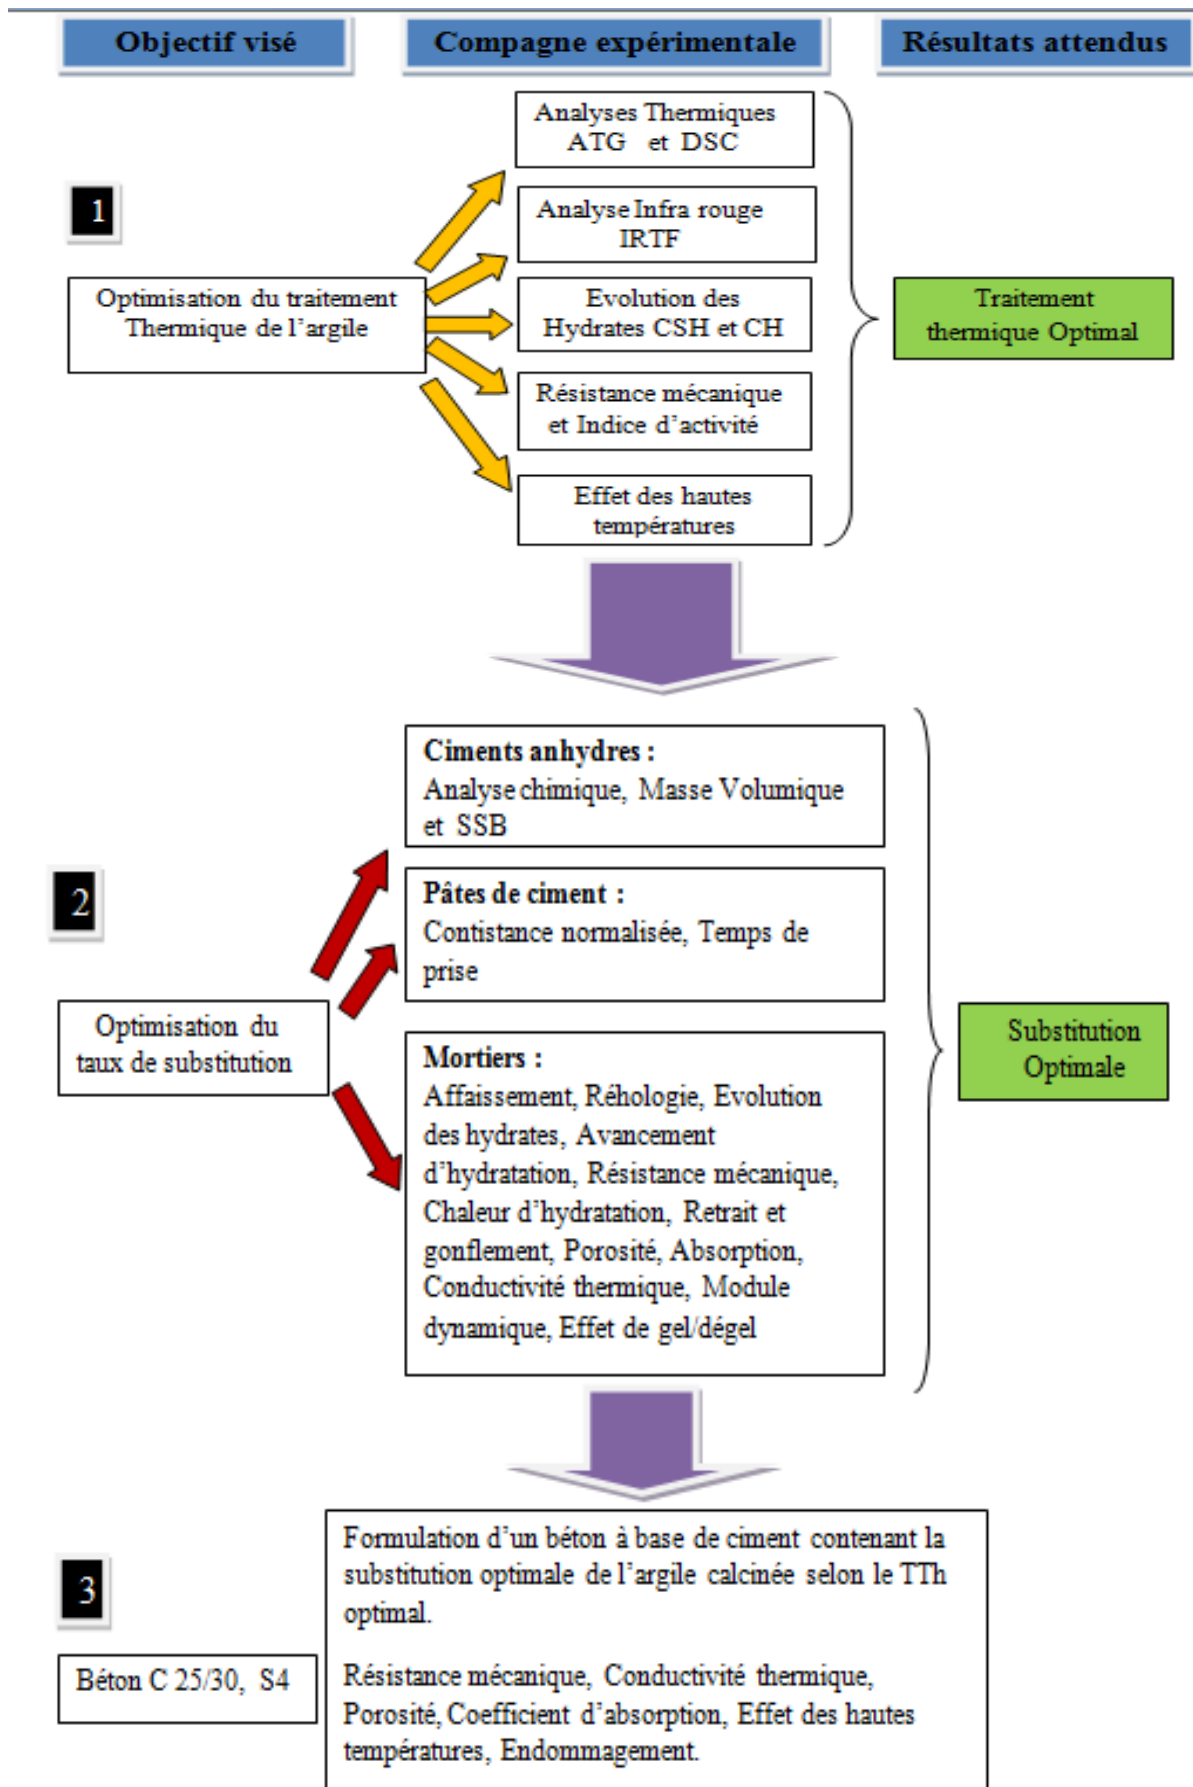 Objectif visé
Compagne expérimentale
Résultats attendus
1
Optimisation du traitement
Thermique de l'argile
Analyses Thermiques
ATG et DSC
Analyse Infra rouge
IRTF
Evolution des
Hydrates CSH et CH
Résistance mécanique
et Indice d'activité
Effet des hautes
températures
Traitement
thermique Optimal
2
Optimisation du
taux de substitution
Ciments anhydres :
Analyse chimique, Masse Volumique
et SSB
Pâtes de ciment :
Contistance normalisée, Temps de
prise
Mortiers :
Affaissement, Réhologie, Evolution
des hydrates, Avancement
d'hydratation, Résistance mécanique,
Chaleur d'hydratation, Retrait et
gonflement, Porosité, Absorption,
Conductivité thermique, Module
dynamique, Effet de gel/dégel
Substitution
Optimale
3
Béton C 25/30, S4
Formulation d'un béton à base de ciment contenant la
substitution optimale de l'argile calcinée selon le TTh
optimal.
Résistance mécanique, Conductivité thermique,
Porosité, Coefficient d'absorption, Effet des hautes
températures, Endommagement.